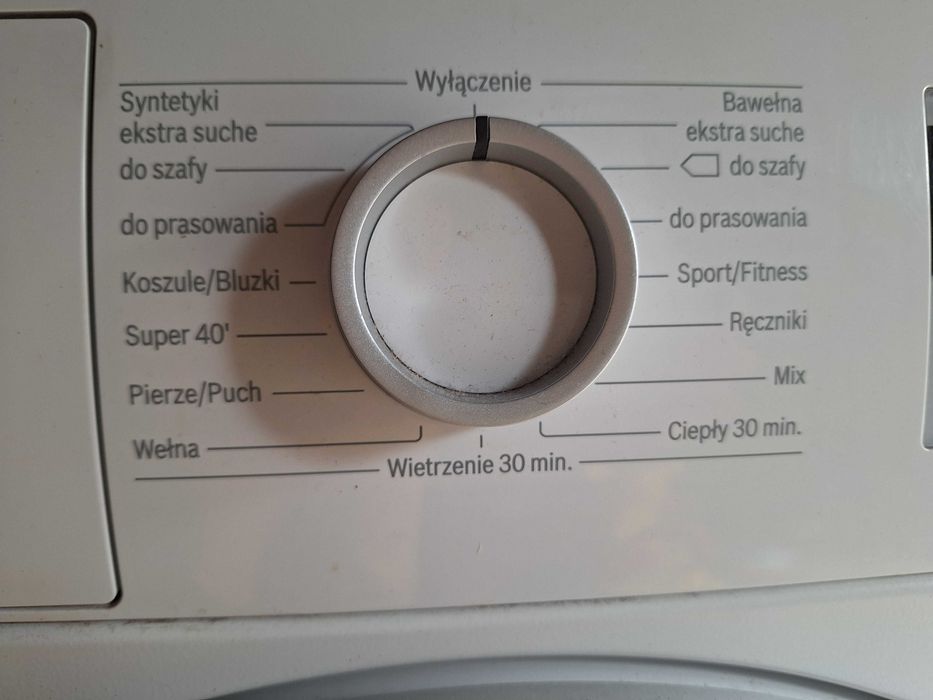 Wyłączenie
Syntetyki
ekstra suche
do szafy
do prasowania
Koszule/Bluzki
Super 40'
Pierze/Puch
Wełna
Bawełna
ekstra suche
do szafy
do prasowania
Sport/Fitness
Ręczniki
Mix
Ciepły 30 min.
Wietrzenie 30 min.